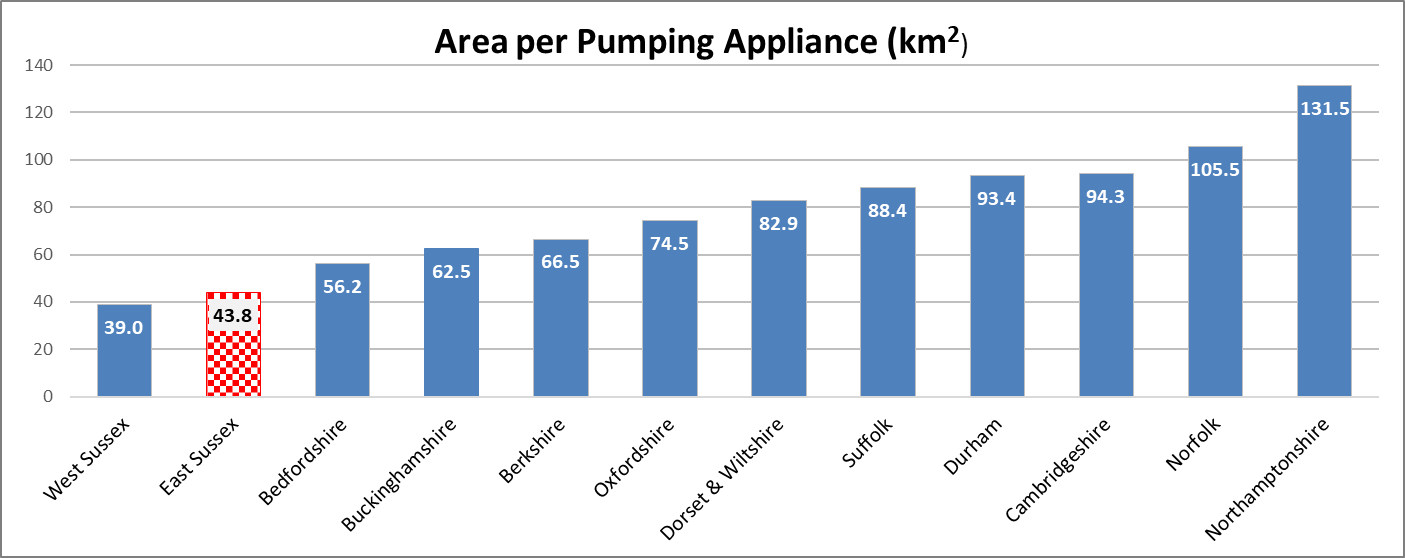 Area per Pumping Appliance (km²)
140
120
100
80
60
40
20
0
39.0
43.8
56.2
62.5
66.5
74.5
82.9
88.4
93.4
94.3
105.5
131.5
West Sussex
East Sussex
Bedfordshire
Buckinghamshire
Berkshire
Oxfordshire
Dorset & Wiltshire
Suffolk
Durham
Cambridgeshire
Norfolk
Northamptonshire